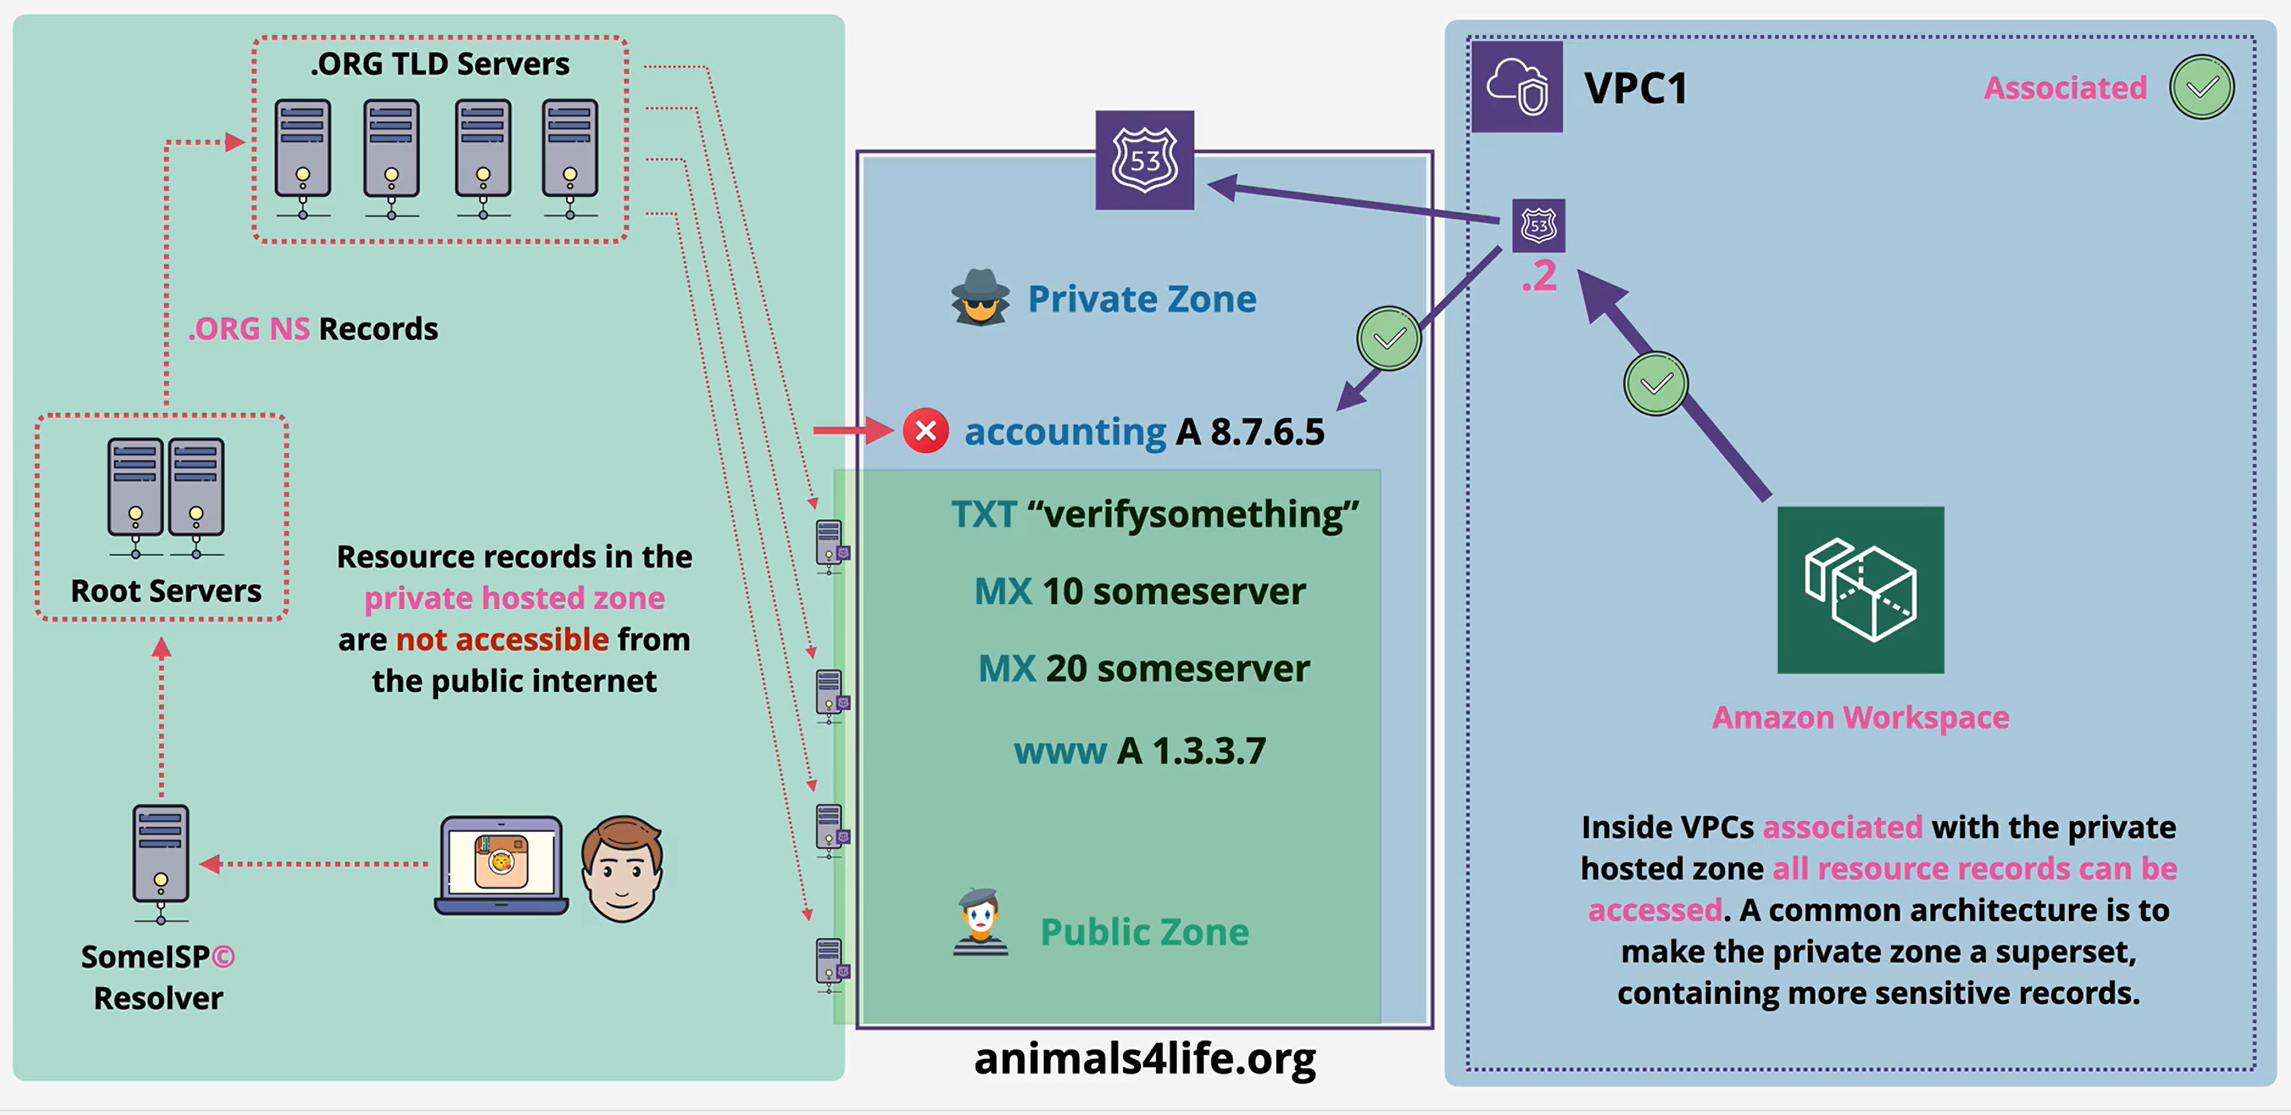 .ORG TLD Servers
.ORG NS Records
Root Servers
Resource records in the
private hosted zone
are not accessible from
the public internet
SomeISP©
Resolver
53
Private Zone
accounting A 8.7.6.5
TXT “verifysomething”
MX 10 someserver
MX 20 someserver
www A 1.3.3.7
Public Zone
animals4life.org
VPC1
Associated
53
.2
Amazon Workspace
Inside VPCs associated with the private
hosted zone all resource records can be
accessed. A common architecture is to
make the private zone a superset,
containing more sensitive records.